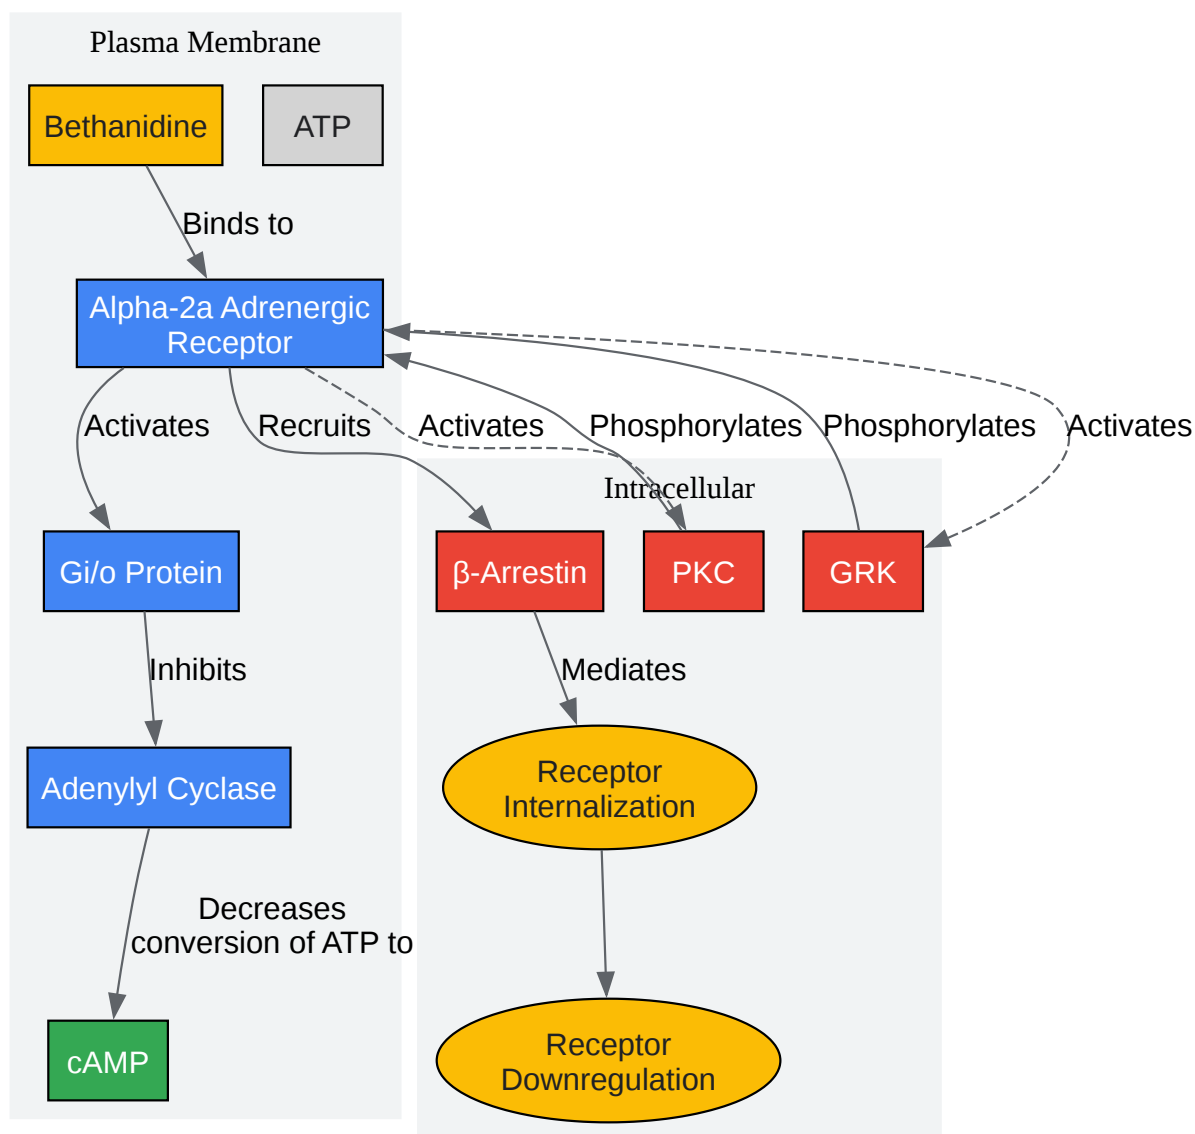 Plasma Membrane
Bethanidine
ATP
Binds to
Alpha-2a Adrenergic
Receptor
Activates
Recruits
Activates
Phosphorylates
Phosphorylates
Activates
Intracellular
Gi/o Protein
β-Arrestin
PKC
GRK
Inhibits
Mediates
Adenylyl Cyclase
Receptor
Internalization
Decreases
conversion of ATP to
cAMP
Receptor
Downregulation